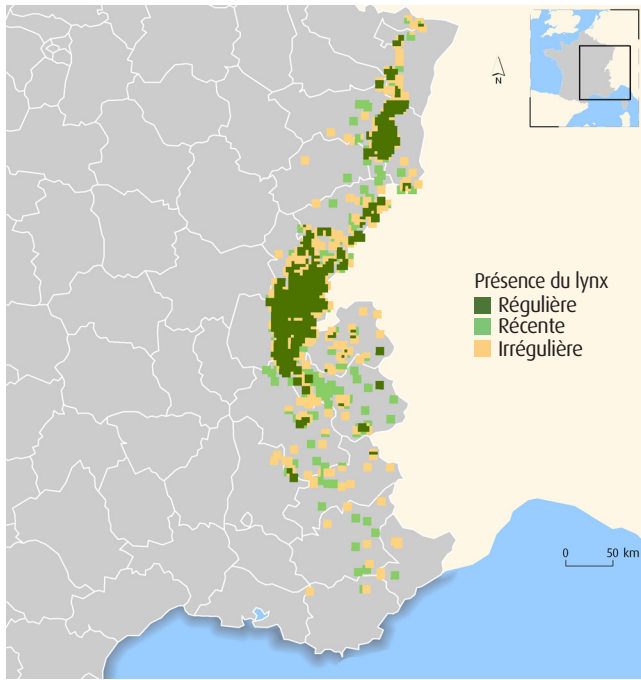 N
Présence du lynx
Régulière
Récente
Irrégulière
0 50 km